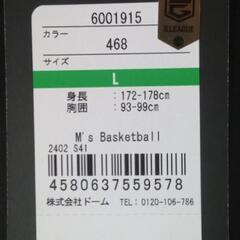 6001915
B.LEAGUE
カラー
468
サイズ
L
身長 :172-178cm
胸囲 :93-99cm
M's Basketball
2402 S41
4580637559578
株式会社ドーム TEL: 0120-106-786